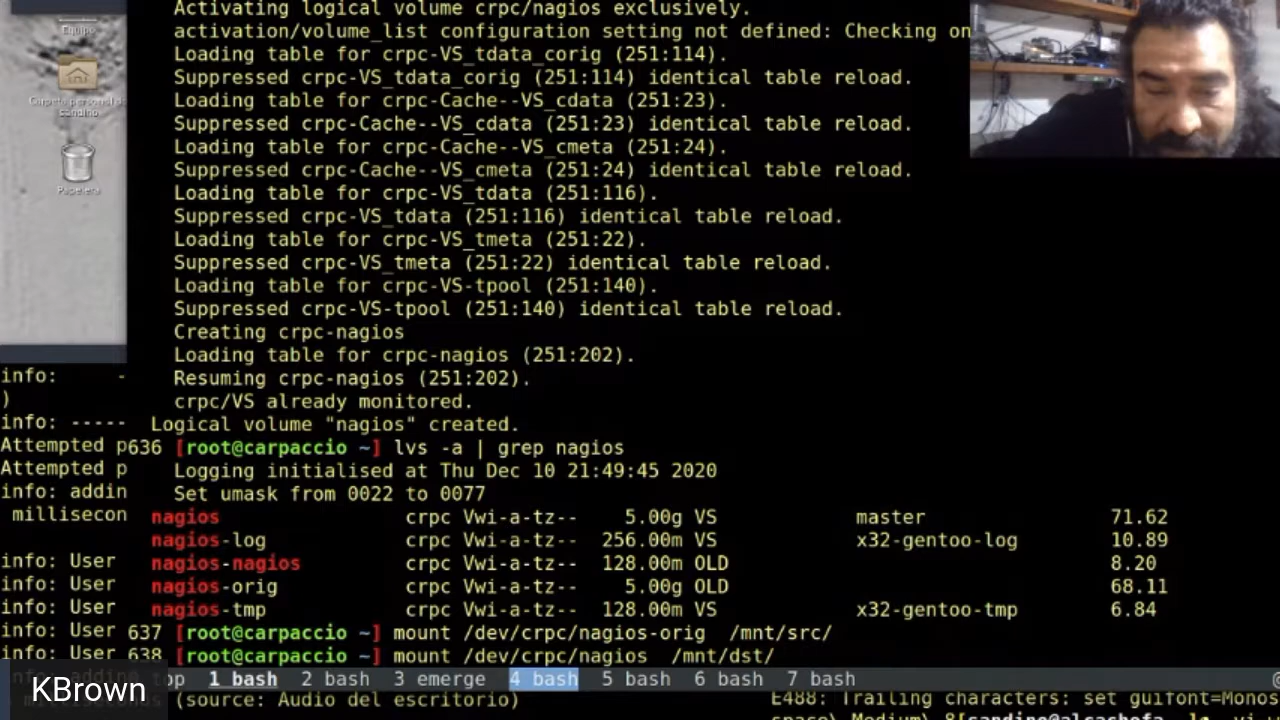 Equipo
Carpeta personal de
sandino
Papelera
Activating logical volume crpc/nagios exclusively.
activation/volume_list configuration setting not defined: Checking on
Loading table for crpc-VS_tdata_corig (251:114).
Suppressed crpc-VS_tdata_corig (251:114) identical table reload.
Loading table for crpc-Cache--VS_cdata (251:23).
Suppressed crpc-Cache--VS_cdata (251:23) identical table reload.
Loading table for crpc-Cache--VS_cmeta (251:24).
Suppressed crpc-Cache--VS_cmeta (251:24) identical table reload.
Loading table for crpc-VS_tdata (251:116).
Suppressed crpc-VS_tdata (251:116) identical table reload.
Loading table for crpc-VS_tmeta (251:22).
Suppressed crpc-VS_tmeta (251:22) identical table reload.
Loading table for crpc-VS-tpool (251:140).
Suppressed crpc-VS-tpool (251:140) identical table reload.
Creating crpc-nagios
Loading table for crpc-nagios (251:202).
Resuming crpc-nagios (251:202).
crpc/VS already monitored.
Logical volume "nagios" created.
636 [root@carpaccio ~] lvs -a | grep nagios
Logging initialised at Thu Dec 10 21:49:45 2020
Set umask from 0022 to 0077
nagios crpc Vwi-a-tz-- 5.00g VS master 71.62
nagios-log crpc Vwi-a-tz-- 256.00m VS x32-gentoo-log 10.89
nagios-nagios crpc Vwi-a-tz-- 128.00m OLD 8.20
nagios-orig crpc Vwi-a-tz-- 5.00g OLD 68.11
nagios-tmp crpc Vwi-a-tz-- 128.00m VS x32-gentoo-tmp 6.84
637 [root@carpaccio ~] mount /dev/crpc/nagios-orig /mnt/src/
638 [root@carpaccio ~] mount /dev/crpc/nagios /mnt/dst/
info: -
)
info: -----
Attempted p
Attempted p
info: addin
millisecon
info: User
info: User
info: User
info: User
info: User
top 1 bash 2 bash 3 emerge 4 bash 5 bash 6 bash 7 bash
KBrown
(source: Audio del escritorio)
E488: Trailing characters: set guifont=Monos